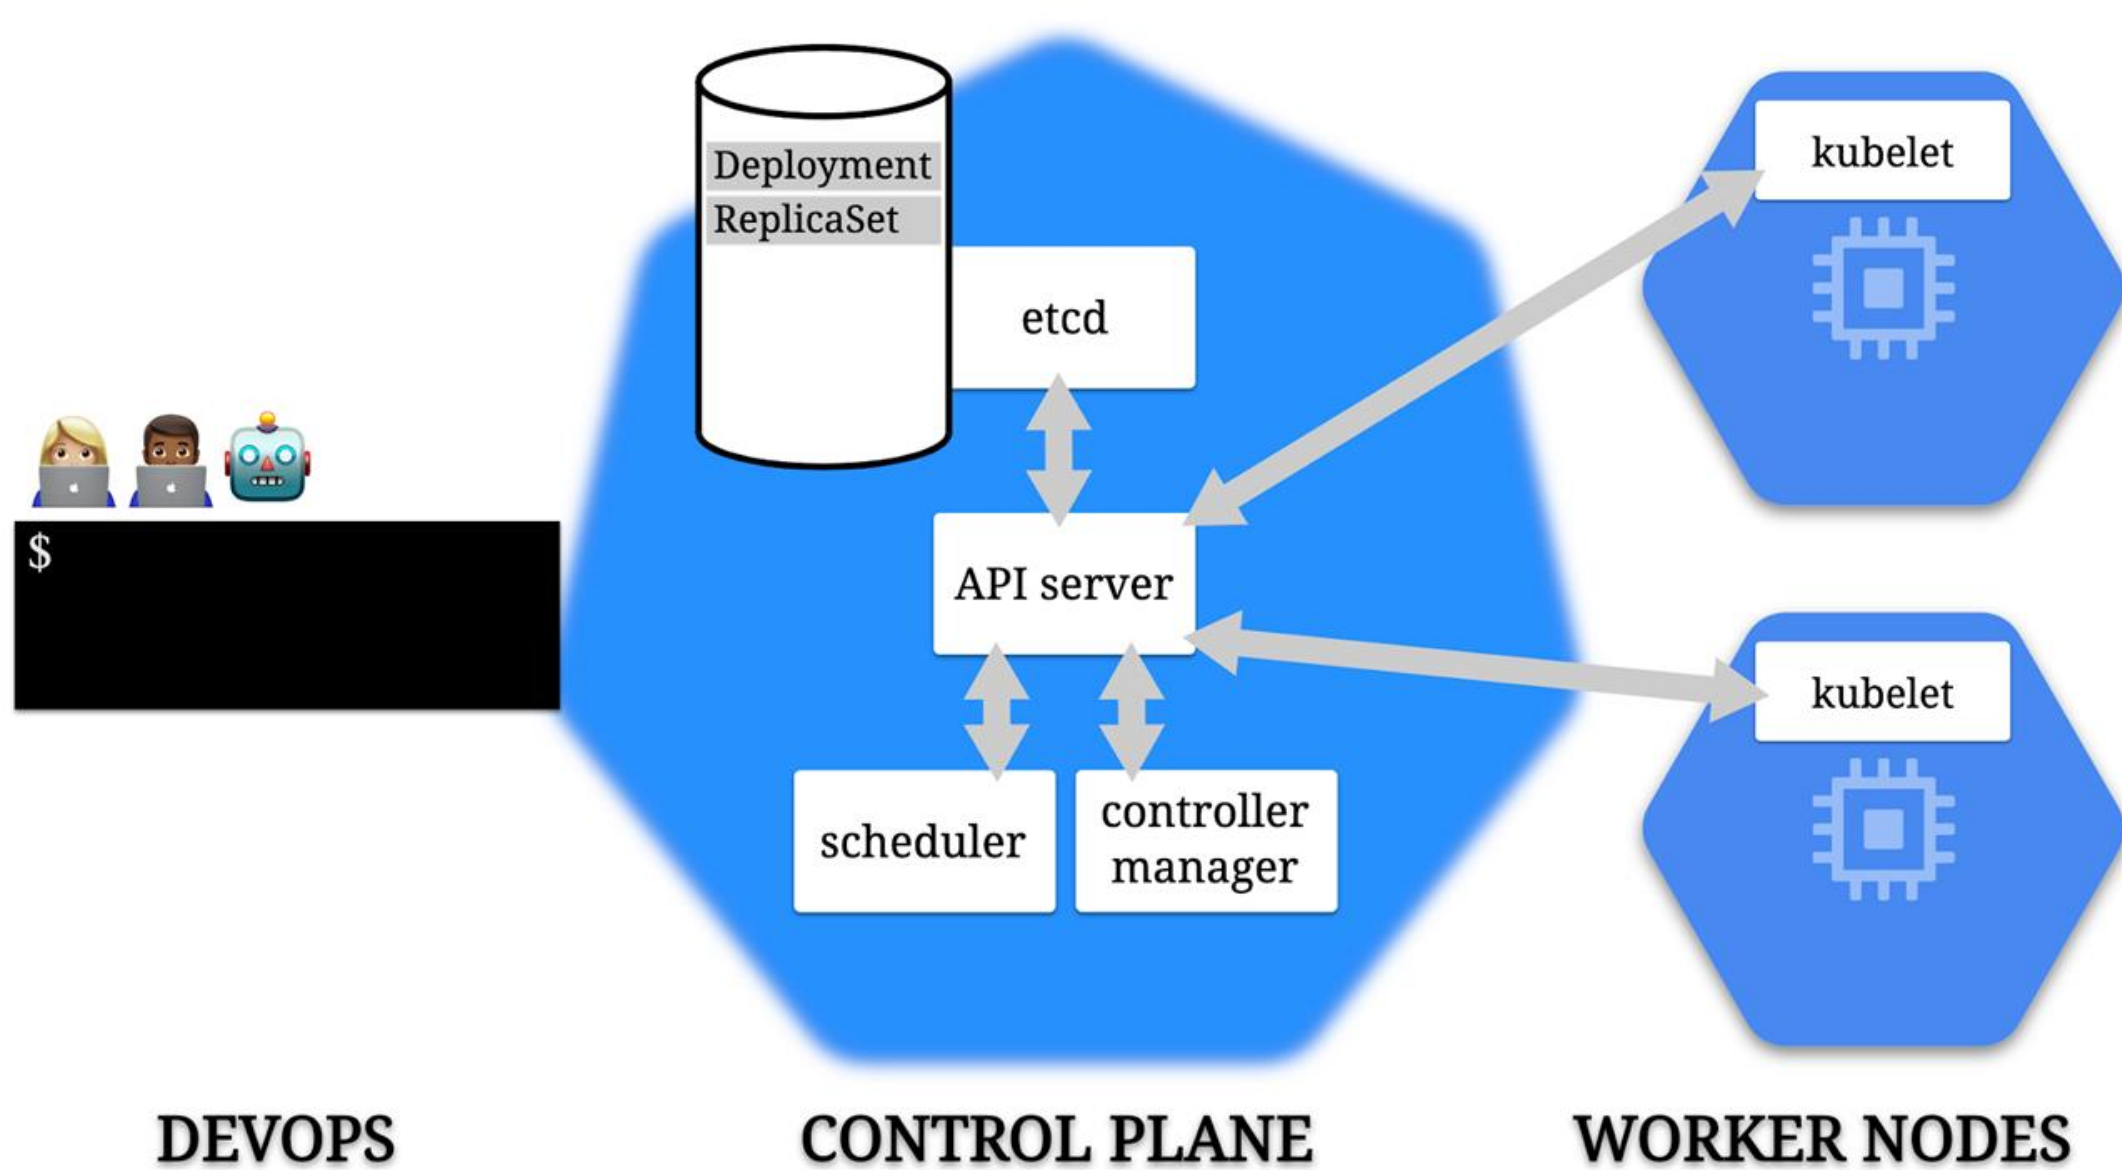 Deployment
ReplicaSet
etcd
API server
scheduler
controller
manager
kubelet
kubelet
$
DEVOPS
CONTROL PLANE
WORKER NODES